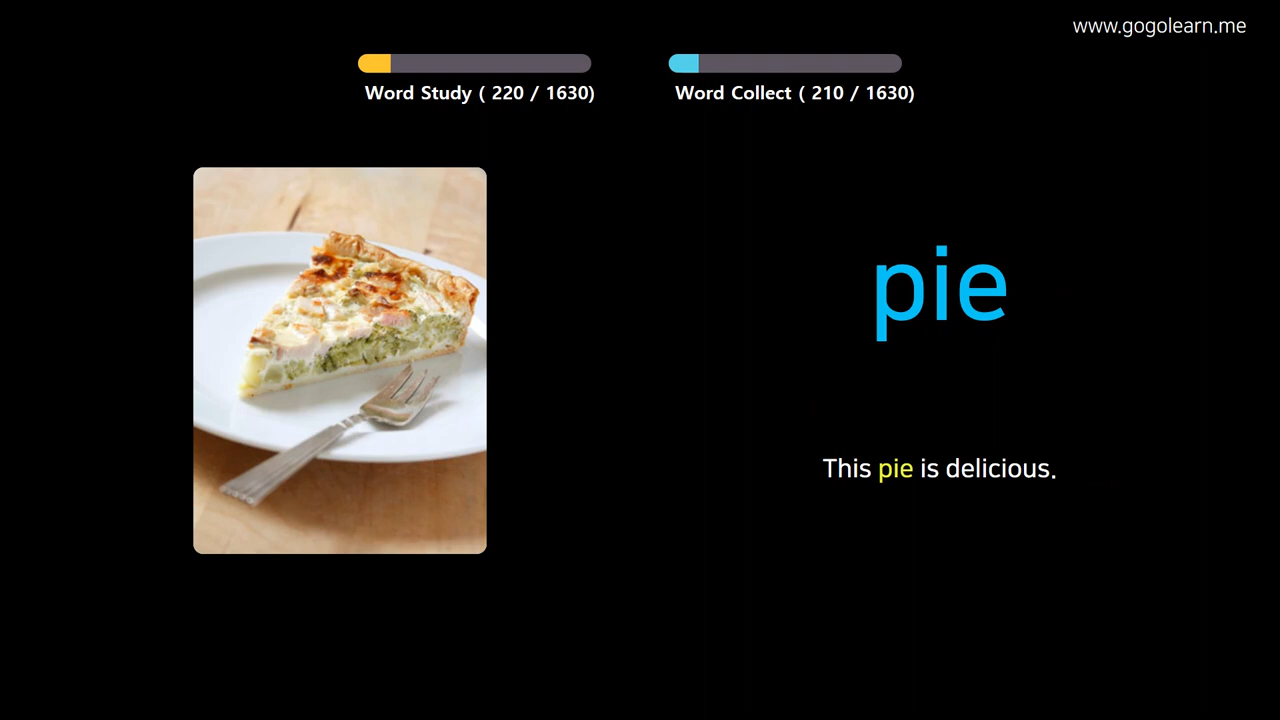 www.gogolearn.me
Word Study ( 220 / 1630)
Word Collect ( 210 / 1630)
pie
This pie is delicious.